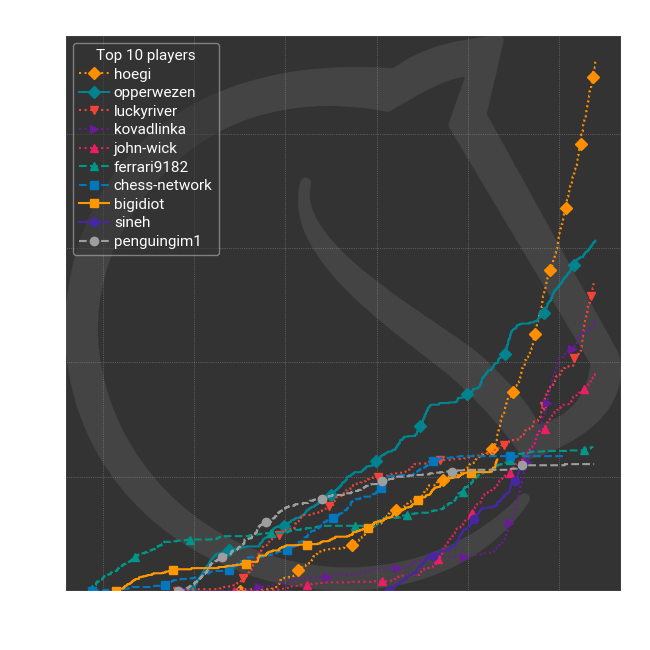 Top 10 players
hoegi
opperwezen
luckyriver
kovadlinka
john-wick
ferrari9182
chess-network
bigidiot
sineh
penguingim1